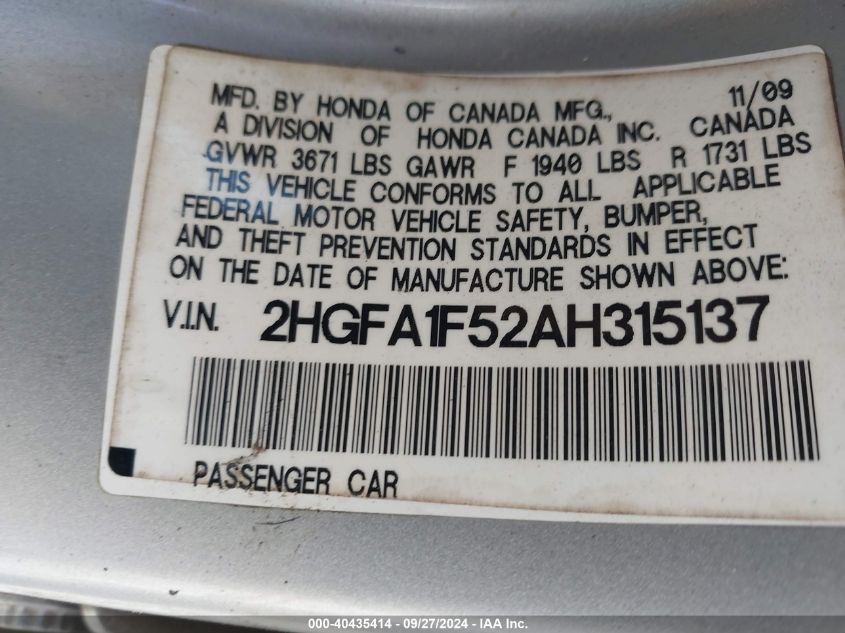 MFD. BY HONDA OF CANADA MFG., 11/09
A DIVISION OF HONDA CANADA INC. CANADA
GVWR 3671 LBS GAWR F 1940 LBS R 1731 LBS
THIS VEHICLE CONFORMS TO ALL APPLICABLE
FEDERAL MOTOR VEHICLE SAFETY, BUMPER,
AND THEFT PREVENTION STANDARDS IN EFFECT
ON THE DATE OF MANUFACTURE SHOWN ABOVE:
V.I.N. 2HGFA1F52AH315137
PASSENGER CAR
000-40435414 - 09/27/2024 - IAA Inc.